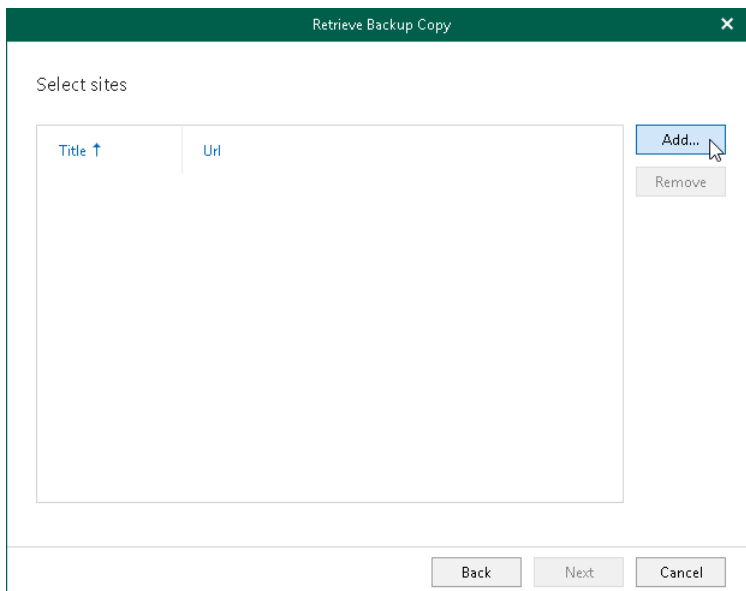 Retrieve Backup Copy
Select sites
Title Url
Add...
Remove
Back Next Cancel